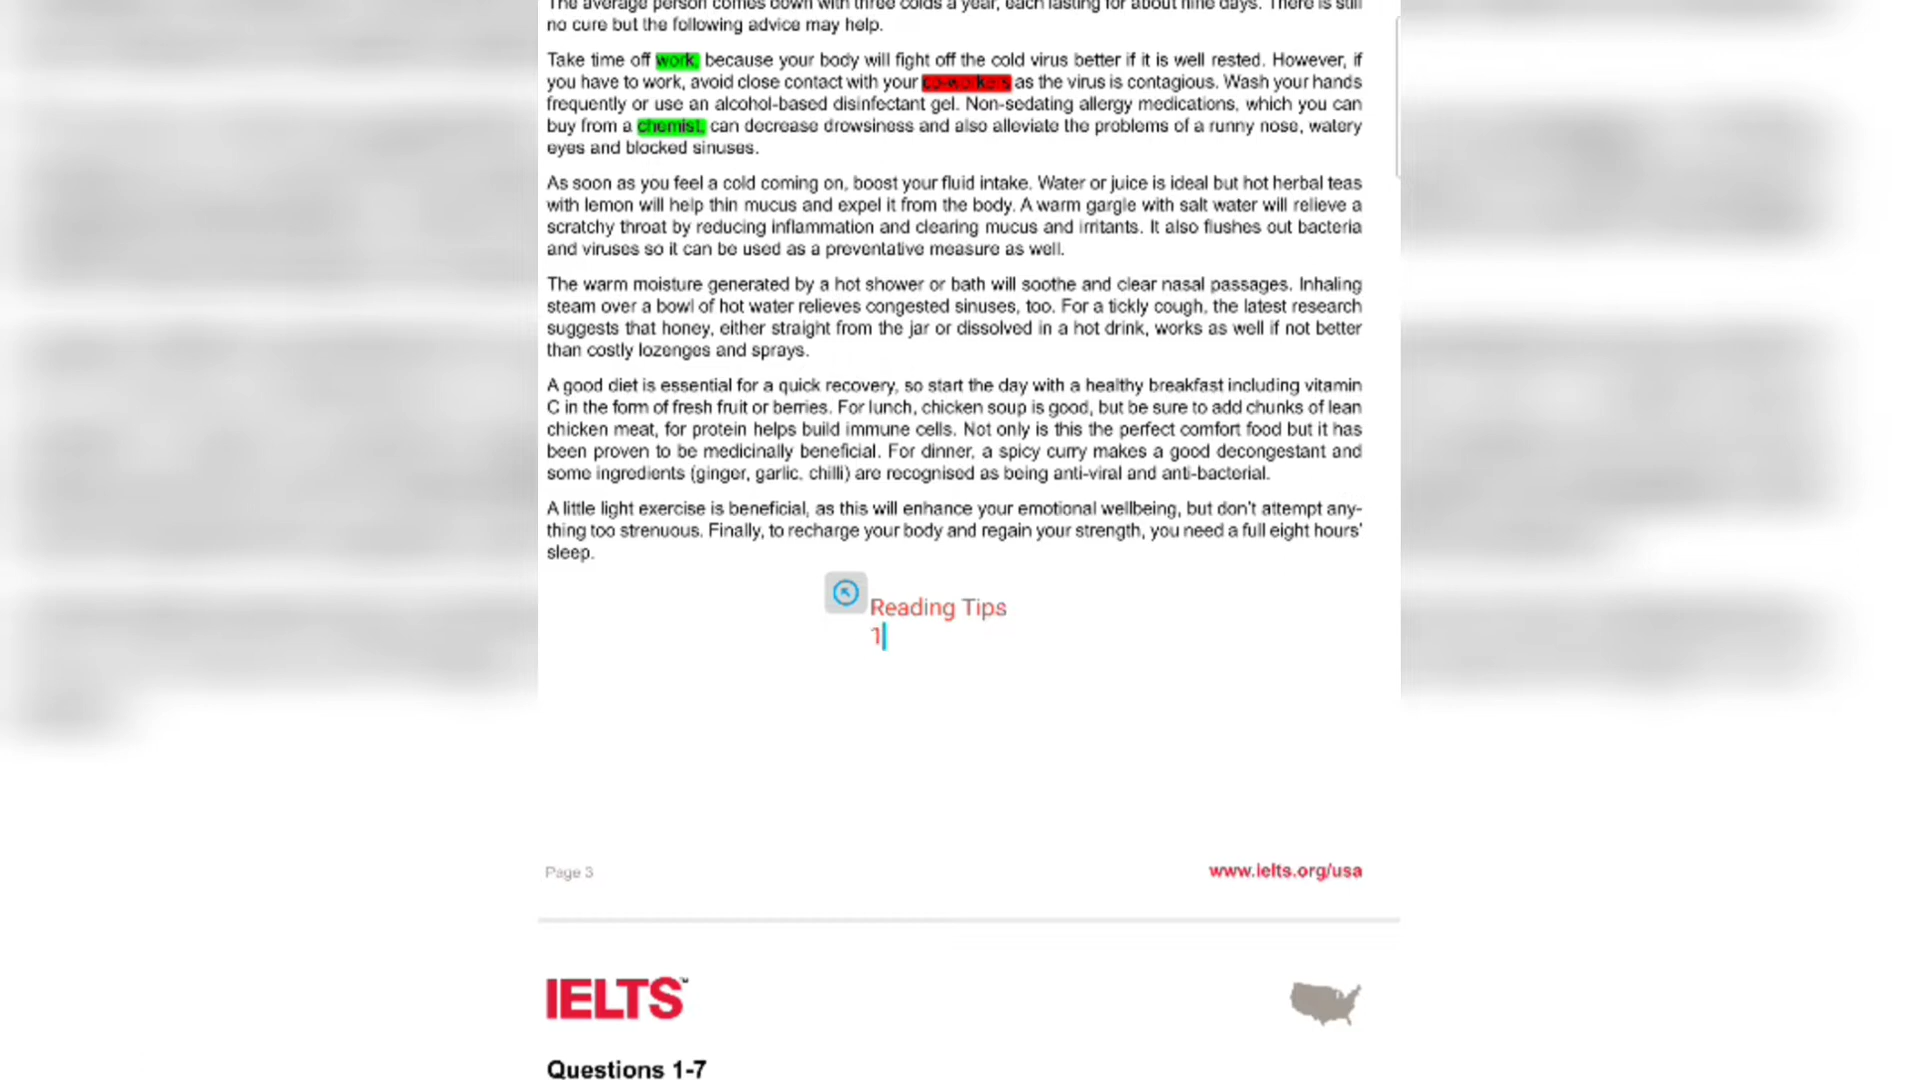 The average person comes down with three colds a year, each lasting for about nine days. There is still
no cure but the following advice may help.
Take time off work, because your body will fight off the cold virus better if it is well rested. However, if
you have to work, avoid close contact with your co-workers as the virus is contagious. Wash your hands
frequently or use an alcohol-based disinfectant gel. Non-sedating allergy medications, which you can
buy from a chemist, can decrease drowsiness and also alleviate the problems of a runny nose, watery
eyes and blocked sinuses.
As soon as you feel a cold coming on, boost your fluid intake. Water or juice is ideal but hot herbal teas
with lemon will help thin mucus and expel it from the body. A warm gargle with salt water will relieve a
scratchy throat by reducing inflammation and clearing mucus and irritants. It also flushes out bacteria
and viruses so it can be used as a preventative measure as well.
The warm moisture generated by a hot shower or bath will soothe and clear nasal passages. Inhaling
steam over a bowl of hot water relieves congested sinuses, too. For a tickly cough, the latest research
suggests that honey, either straight from the jar or dissolved in a hot drink, works as well if not better
than costly lozenges and sprays.
A good diet is essential for a quick recovery, so start the day with a healthy breakfast including vitamin
C in the form of fresh fruit or berries. For lunch, chicken soup is good, but be sure to add chunks of lean
chicken meat, for protein helps build immune cells. Not only is this the perfect comfort food but it has
been proven to be medicinally beneficial. For dinner, a spicy curry makes a good decongestant and
some ingredients (ginger, garlic, chilli) are recognised as being anti-viral and anti-bacterial.
A little light exercise is beneficial, as this will enhance your emotional wellbeing, but don't attempt any-
thing too strenuous. Finally, to recharge your body and regain your strength, you need a full eight hours'
sleep.
Reading Tips
1
Page 3
www.ielts.org/usa
IELTS™
Questions 1-7